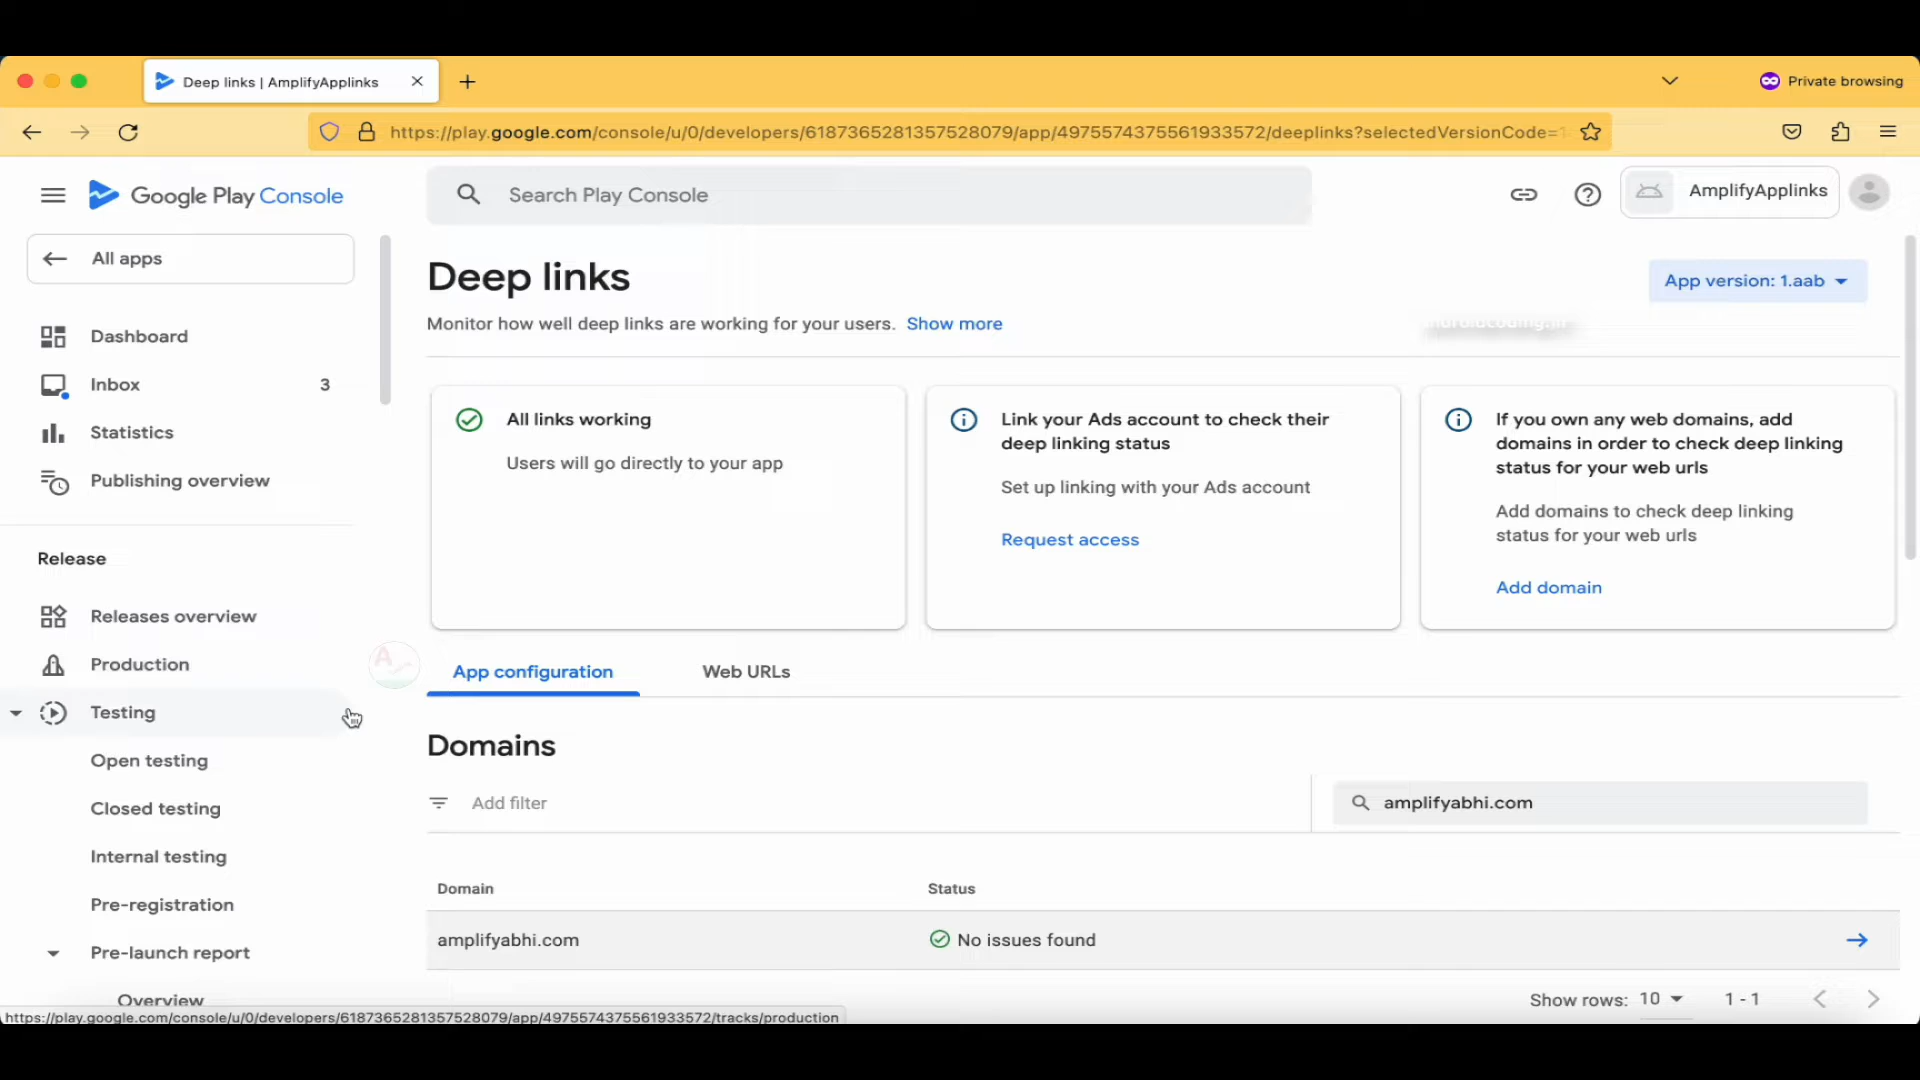 Deep links | AmplifyApplinks
Private browsing
https://play.google.com/console/u/0/developers/6187365281357528079/app/4975574375561933572/deeplinks?selectedVersionCode=1
Google Play Console
Search Play Console
AmplifyApplinks
All apps
Deep links
App version: 1.aab
Monitor how well deep links are working for your users. Show more
Dashboard
Inbox 3
Statistics
Publishing overview
Release
Releases overview
Production
Testing
Open testing
Closed testing
Internal testing
Pre-registration
Pre-launch report
Overview
All links working
Users will go directly to your app
Link your Ads account to check their
deep linking status
Set up linking with your Ads account
Request access
If you own any web domains, add
domains in order to check deep linking
status for your web urls
Add domains to check deep linking
status for your web urls
Add domain
App configuration
Web URLs
Domains
Add filter
amplifyabhi.com
Domain Status
amplifyabhi.com No issues found
Show rows: 10 1 - 1
https://play.google.com/console/u/0/developers/6187365281357528079/app/4975574375561933572/tracks/production